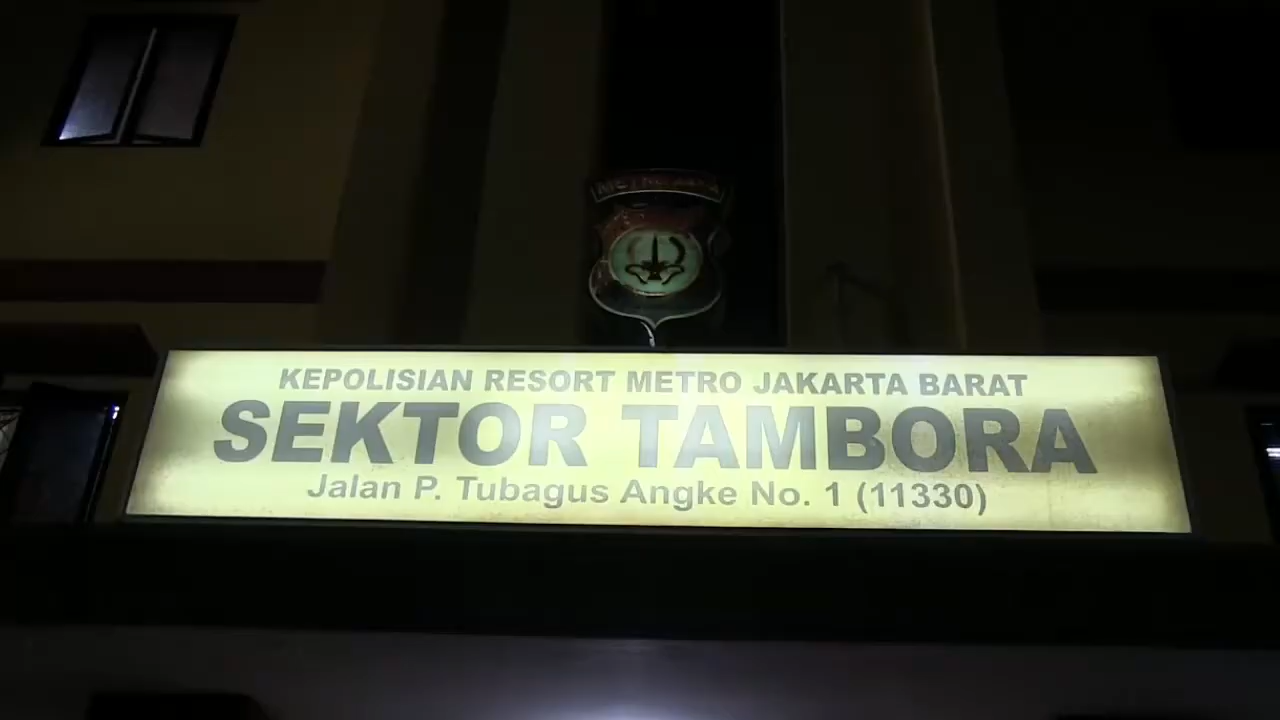 KEPOLISIAN RESORT METRO JAKARTA BARAT
SEKTOR TAMBORA
Jalan P. Tubagus Angke No. 1 (11330)